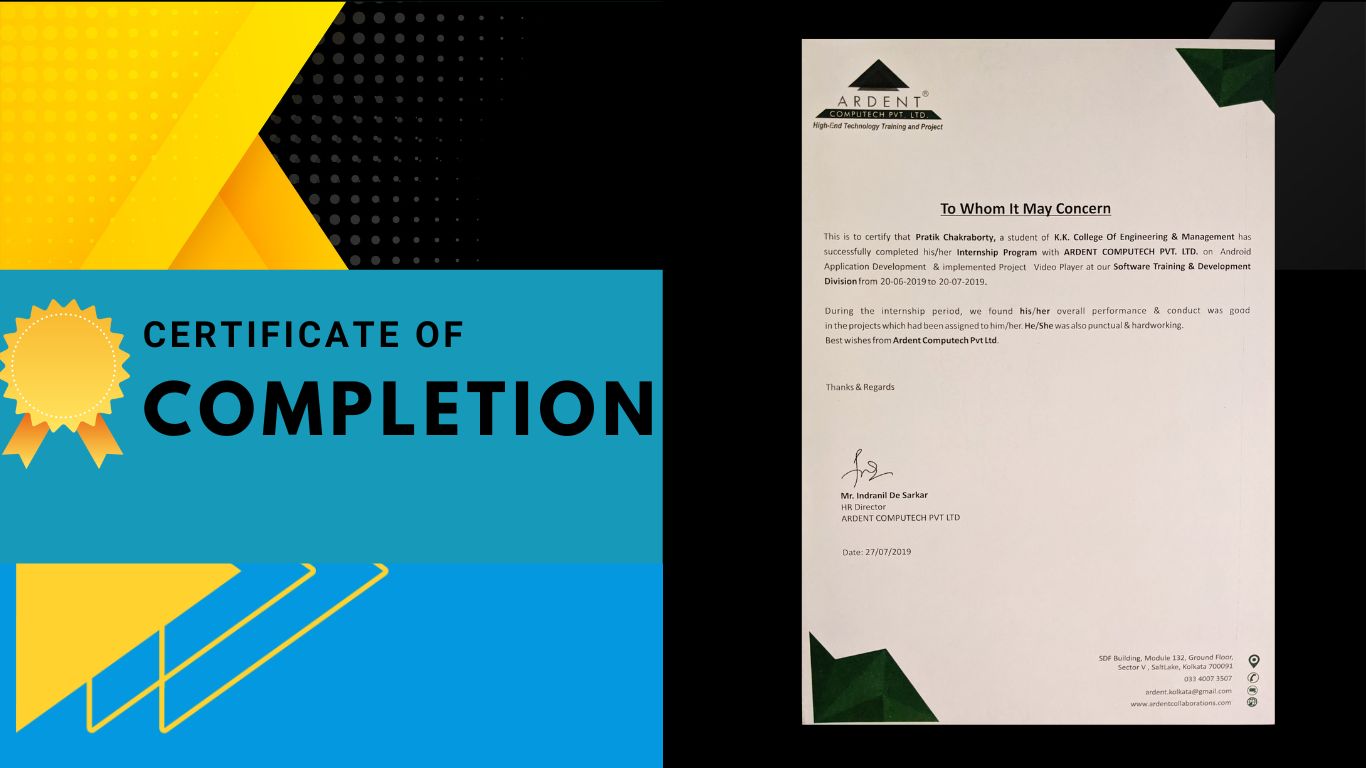 CERTIFICATE OF
COMPLETION
ARDENT®
COMPUTECH PVT. LTD.
High-End Technology Training and Project
To Whom It May Concern
This is to certify that Pratik Chakraborty, a student of K.K. College Of Engineering & Management has
successfully completed his/her Internship Program with ARDENT COMPUTECH PVT. LTD. on Android
Application Development & implemented Project Video Player at our Software Training & Development
Division from 20-06-2019 to 20-07-2019.
During the internship period, we found his/her overall performance & conduct was good
in the projects which had been assigned to him/her. He/She was also punctual & hardworking.
Best wishes from Ardent Computech Pvt Ltd.
Thanks & Regards
Mr. Indranil De Sarkar
HR Director
ARDENT COMPUTECH PVT LTD
Date: 27/07/2019
SDF Building, Module 132, Ground Floor,
Sector V , SaltLake, Kolkata 700091
033 4007 3507
ardent.kolkata@gmail.com
www.ardentcollaborations.com